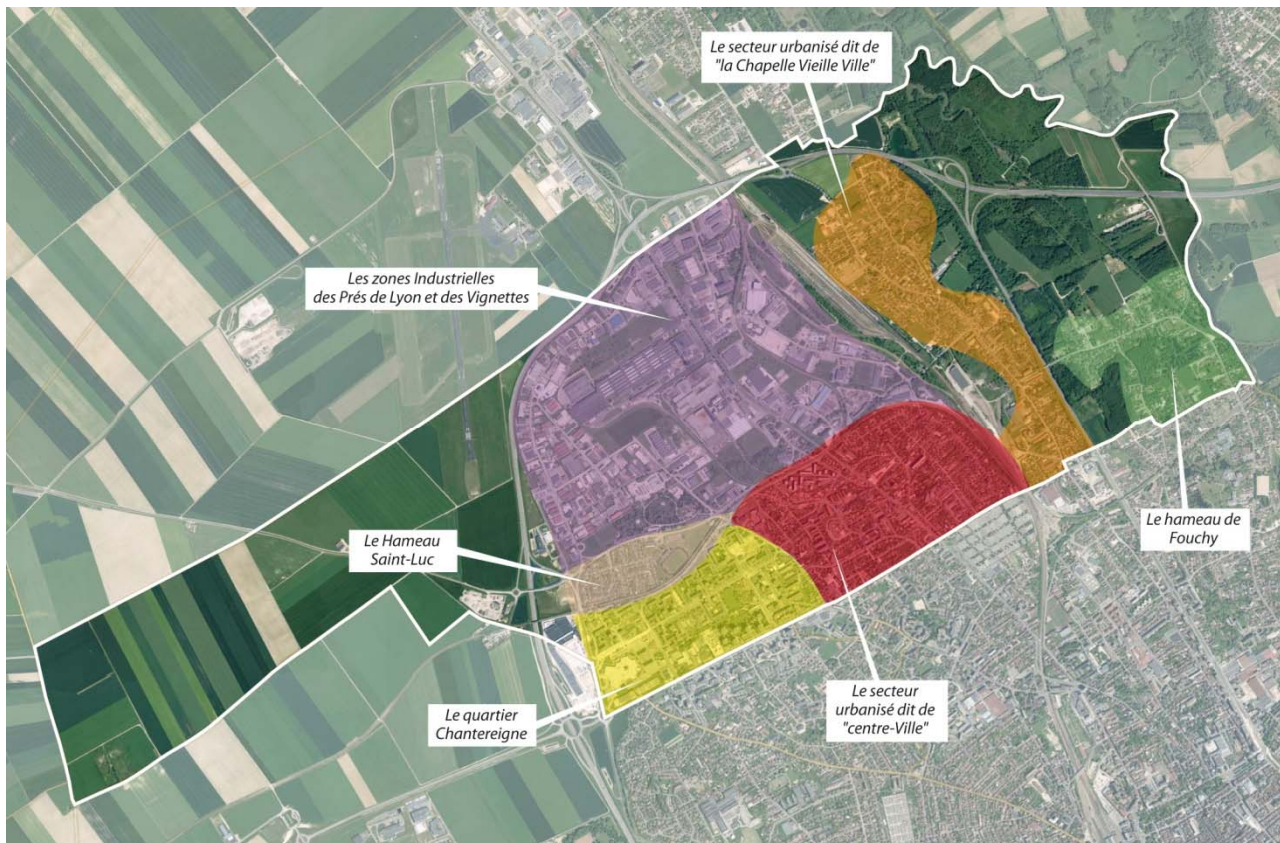 Le secteur urbanisé dit de
"la Chapelle Vieille Ville"
Les zones Industrielles
des Prés de Lyon et des Vignettes
Le Hameau
Saint-Luc
Le hameau de
Fouchy
Le quartier
Chantereigne
Le secteur
urbanisé dit de
"centre-Ville"